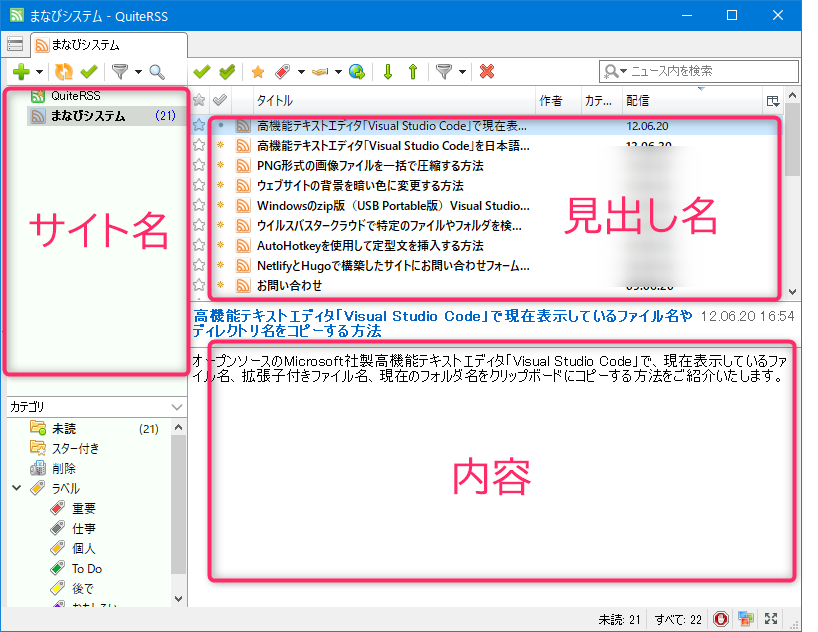 まなびシステム - QuiteRSS
まなびシステム
ニュース内を検索
QuiteRSS
まなびシステム (21)
サイト名
タイトル 作者 カテ... 配信
高機能テキストエディタ「Visual Studio Code」で現在表... 12.06.20
高機能テキストエディタ「Visual Studio Code」を日本語...
PNG形式の画像ファイルを一括で圧縮する方法
ウェブサイトの背景を暗い色に変更する方法
Windowsのzip版（USB Portable版）Visual Studio...
ウイルスバスタークラウドで特定のファイルやフォルダを検...
AutoHotkeyを使用して定型文を挿入する方法
NetlifyとHugoで構築したサイトにお問い合わせフォーム...
お問い合わせ
見出し名
高機能テキストエディタ「Visual Studio Code」で現在表示しているファイル名や 12.06.20 16:54
ディレクトリ名をコピーする方法
オープンソースのMicrosoft社製高機能テキストエディタ「Visual Studio Code」で、現在表示しているファ
イル名、拡張子付きファイル名、現在のフォルダ名をクリップボードにコピーする方法をご紹介いたします。
内容
カテゴリ
未読 (21)
スター付き
削除
ラベル
重要
仕事
個人
To Do
後で
未読: 21 すべて: 22